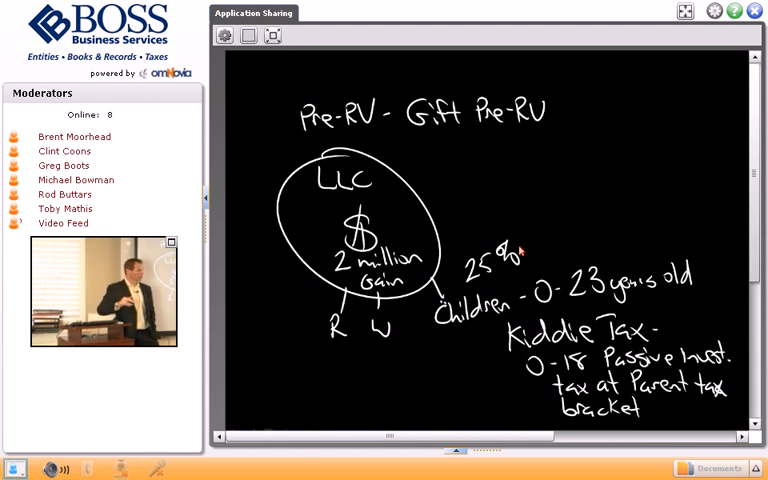 BOSS
Business Services
Entities • Books & Records • Taxes
powered by omnovia
Moderators
Online: 8
Brent Moorhead
Clint Coons
Greg Boots
Michael Bowman
Rod Buttars
Toby Mathis
Video Feed
Application Sharing
Pre-RV - Gift Pre-RV
LLC
$
2 million
Gain
25%
R W Children - 0-23 years old
Kiddie Tax -
0-18 Passive Invest.
tax at Parent tax
bracket
Documents